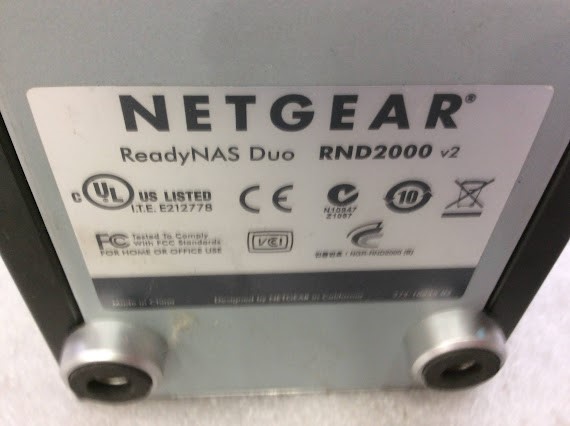 NETGEAR®
ReadyNAS Duo RND2000 v2
C UL® US LISTED
I.T.E. E212778
CE
N10947
10
FC Tested To Comply
With FCC Standards
FOR HOME OR OFFICE USE
VCI
Designed by NETGEAR in California